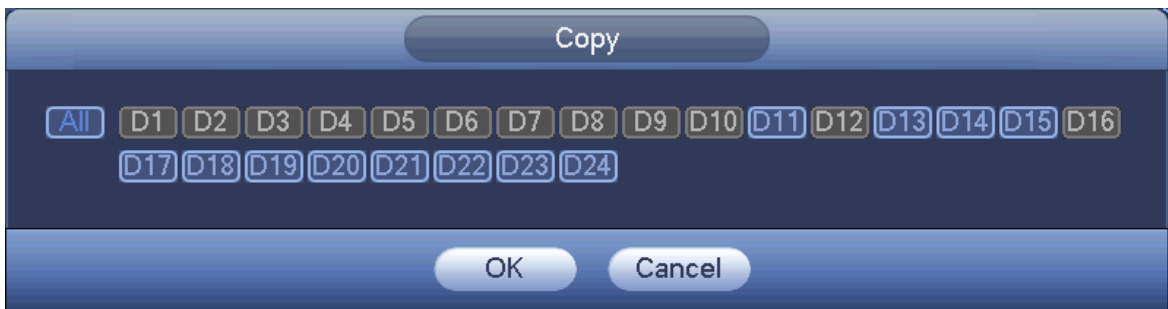 Copy
All D1 D2 D3 D4 D5 D6 D7 D8 D9 D10 D11 D12 D13 D14 D15 D16
D17 D18 D19 D20 D21 D22 D23 D24
OK Cancel